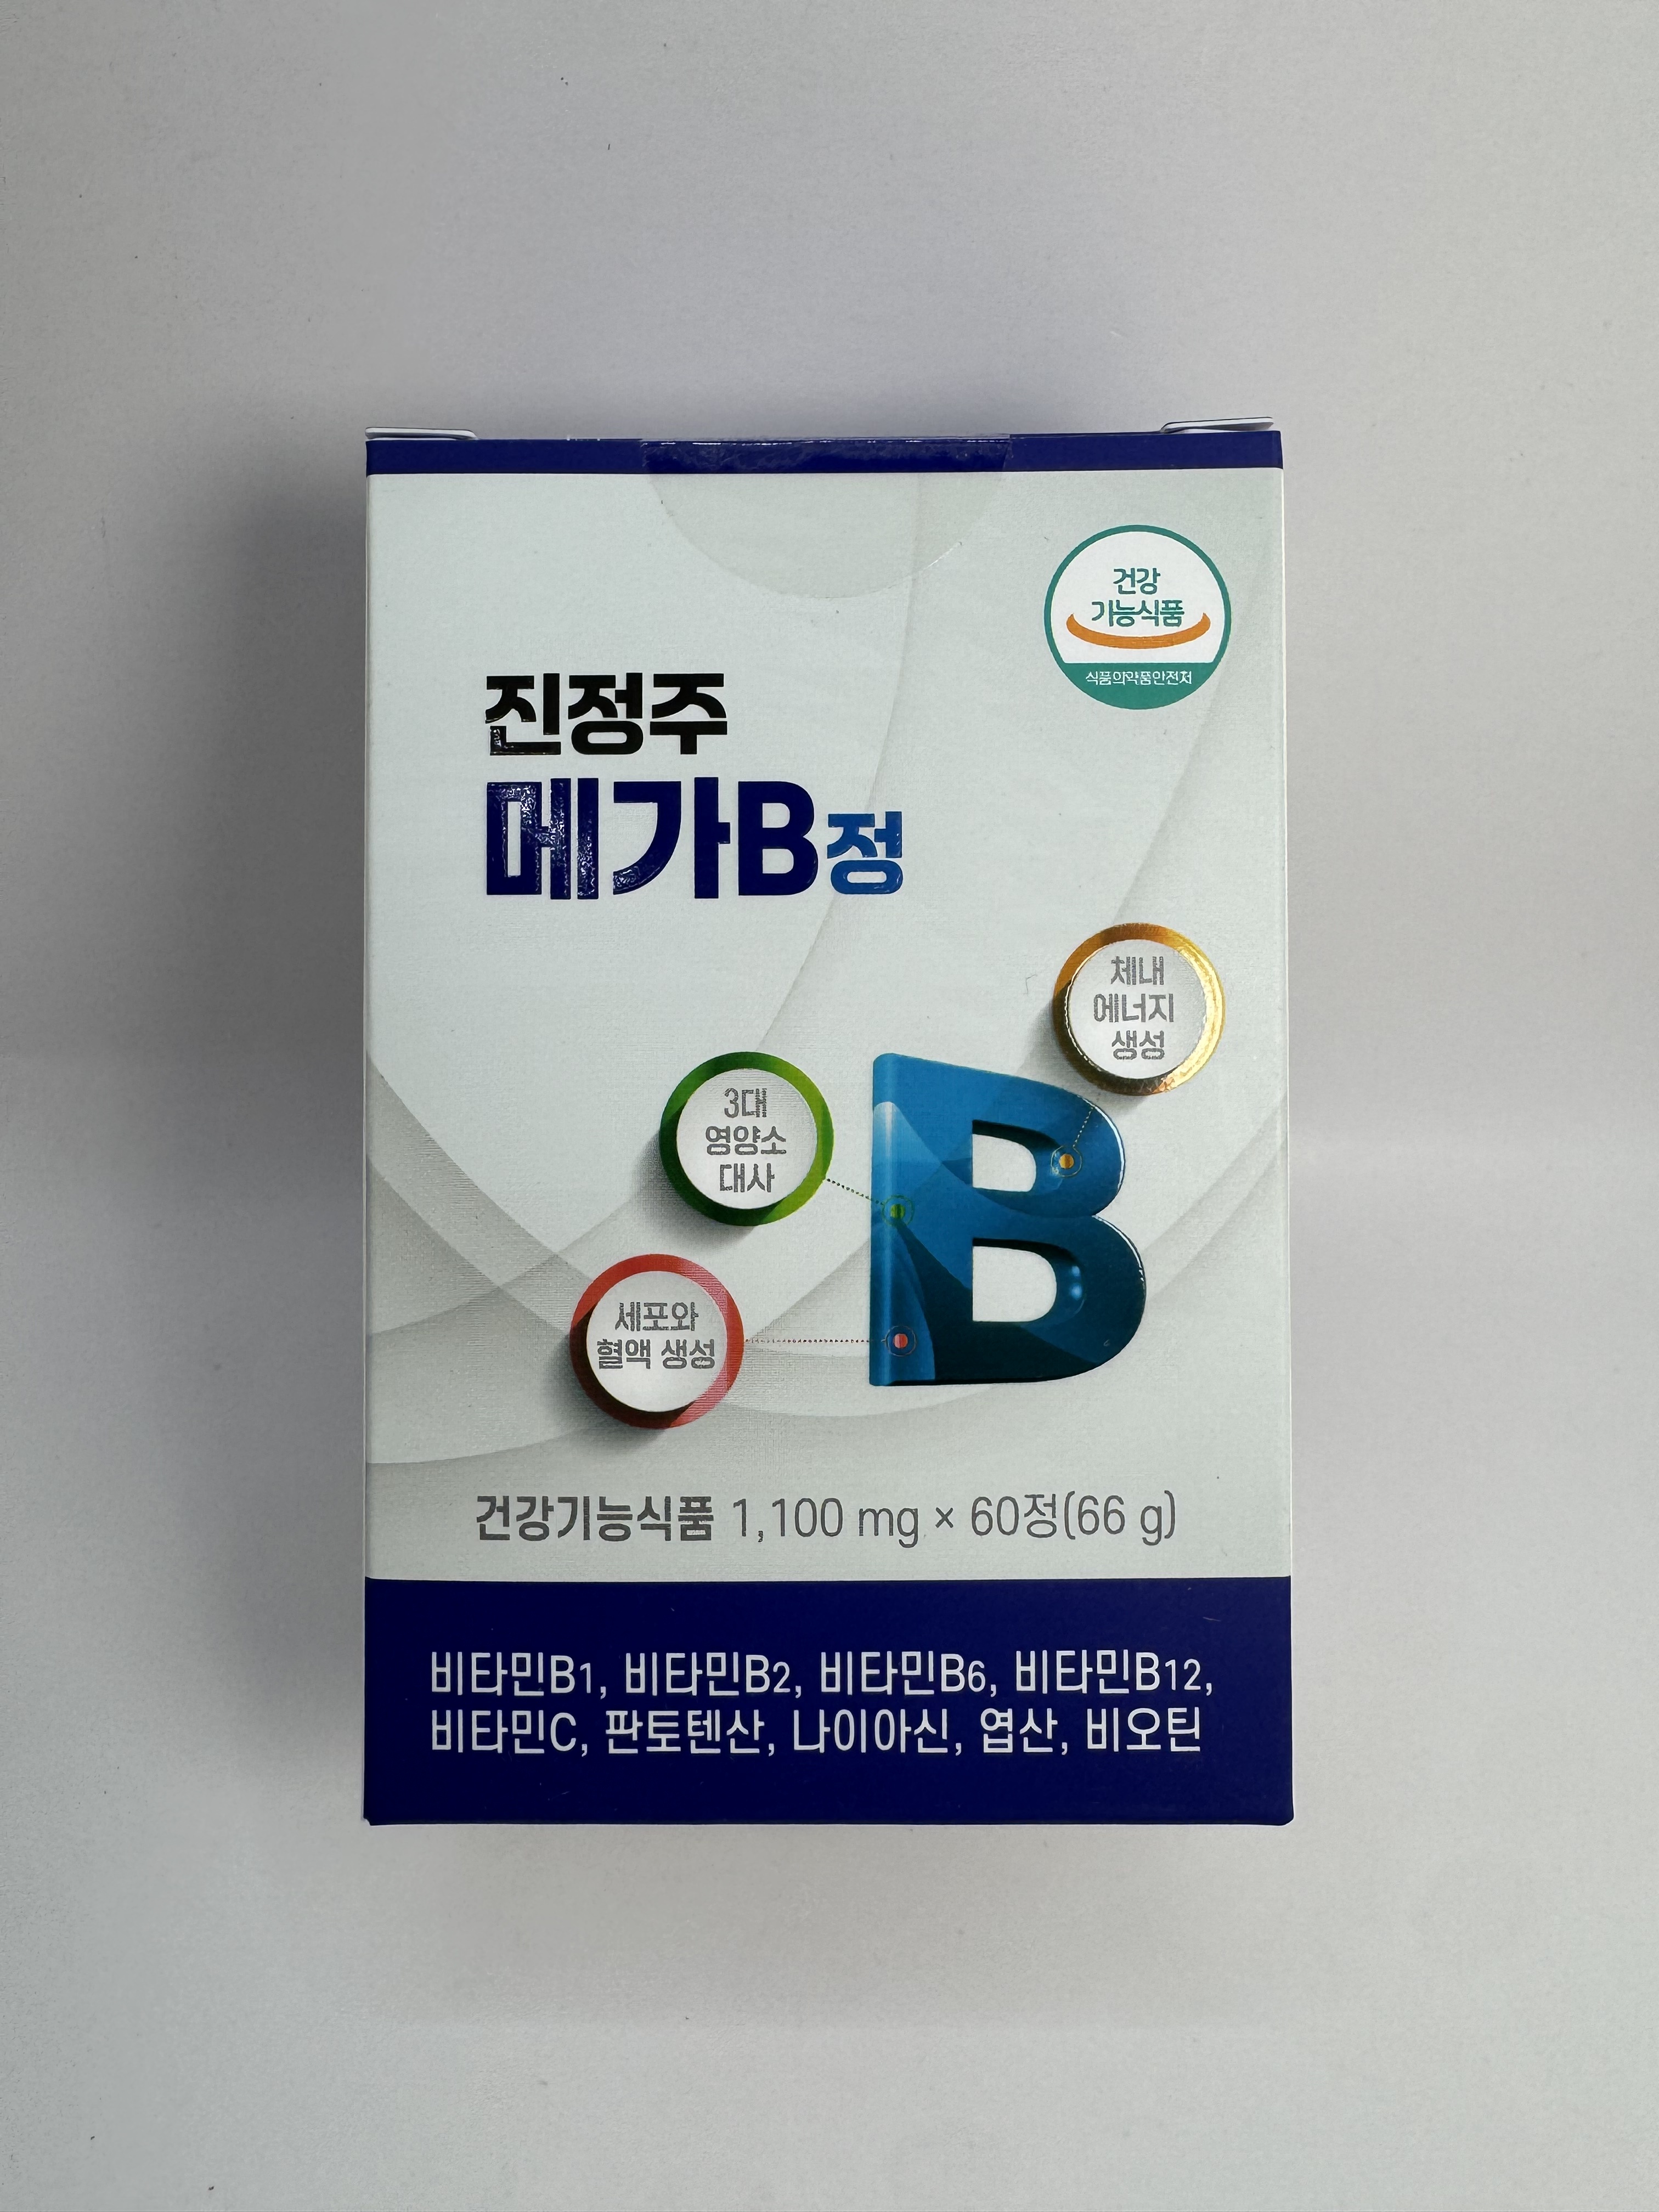 건강
기능식품
식품의약품안전처
진정주
메가B정
체내
에너지
생성
3대
영양소
대사
세포와
혈액 생성
B
건강기능식품 1,100 mg × 60정(66 g)
비타민B1, 비타민B2, 비타민B6, 비타민B12,
비타민C, 판토텐산, 나이아신, 엽산, 비오틴